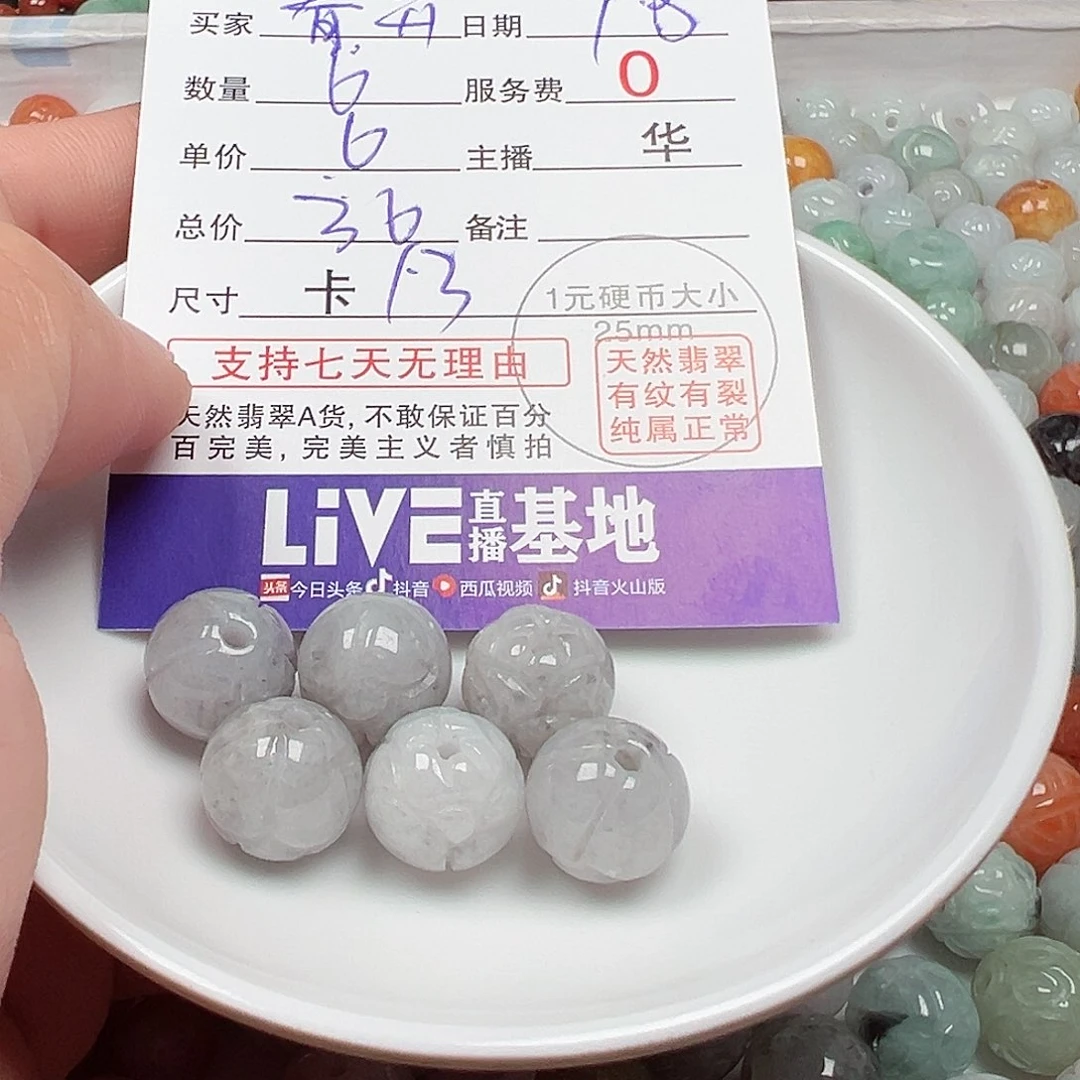 买家 日期 18
数量 6 服务费 0
单价 6 主播 华
总价 36 备注
尺寸 卡 13 1元硬币大小
25mm
支持七天无理由
天然翡翠
有纹有裂
纯属正常
天然翡翠A货,不敢保证百分
百完美,完美主义者慎拍
LiVE直播基地
头条 今日头条 抖音 西瓜视频 抖音火山版